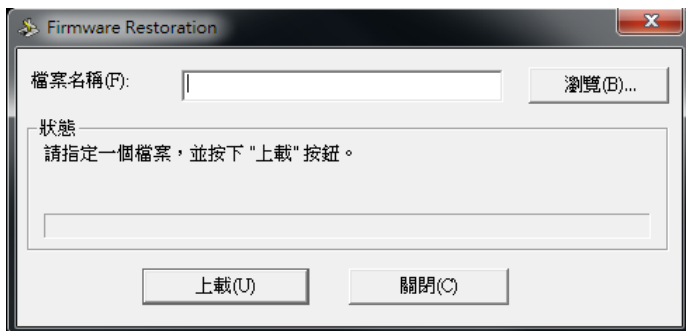 Firmware Restoration
檔案名稱(F):
瀏覽(B)...
狀態
請指定一個檔案，並按下 "上載" 按鈕。
上載(U)
關閉(C)